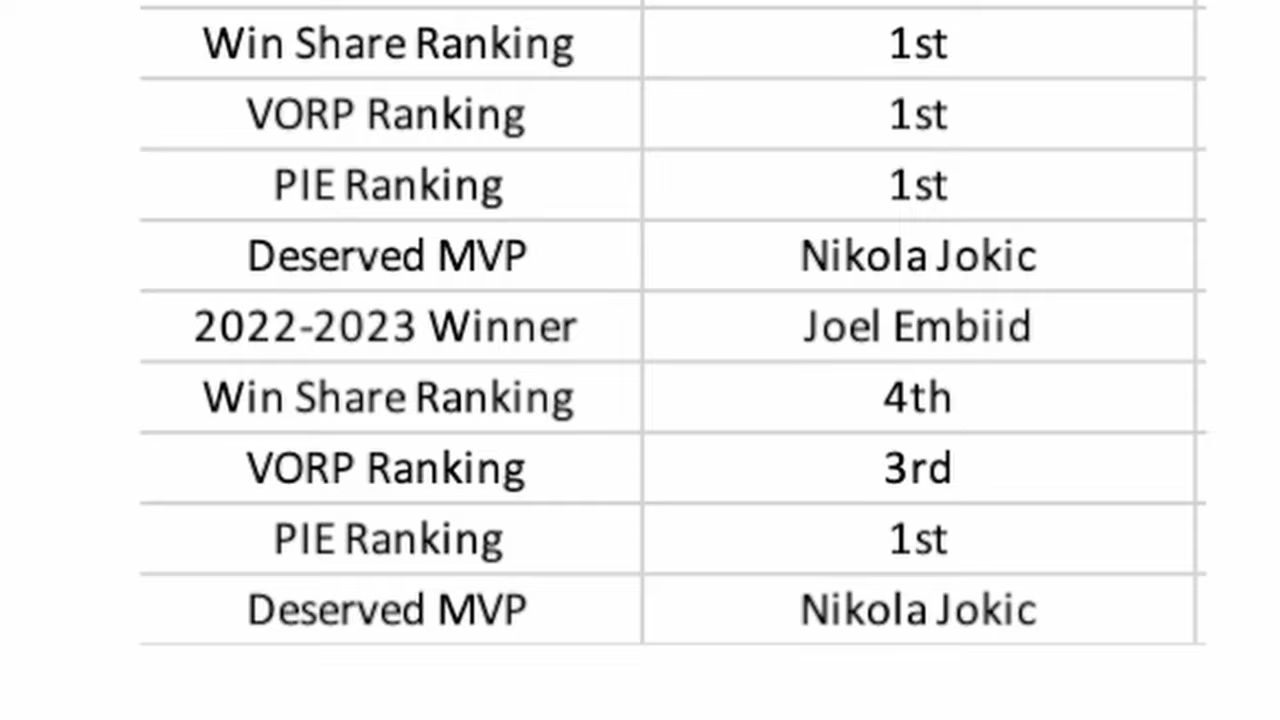 Win Share Ranking 1st
VORP Ranking 1st
PIE Ranking 1st
Deserved MVP Nikola Jokic
2022-2023 Winner Joel Embiid
Win Share Ranking 4th
VORP Ranking 3rd
PIE Ranking 1st
Deserved MVP Nikola Jokic